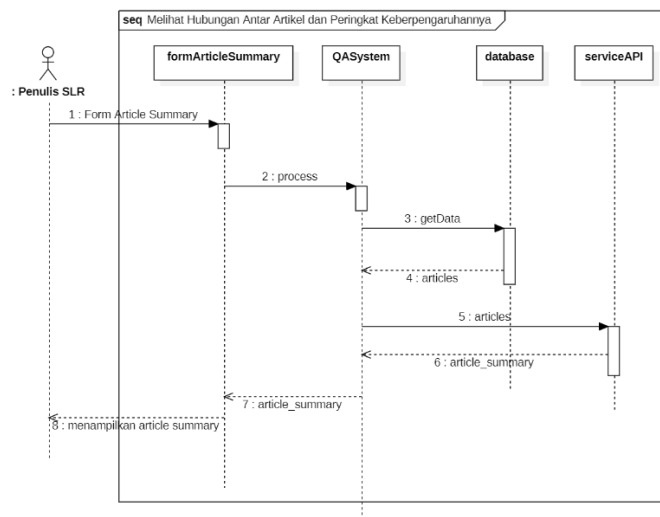 seq Melihat Hubungan Antar Artikel dan Peringkat Keberpengaruhannya
formArticleSummary
QASystem
database
serviceAPI
: Penulis SLR
1 : Form Article Summary
2 : process
3 : getData
4 : articles
5 : articles
6 : article_summary
7 : article_summary
8 : menampilkan article summary